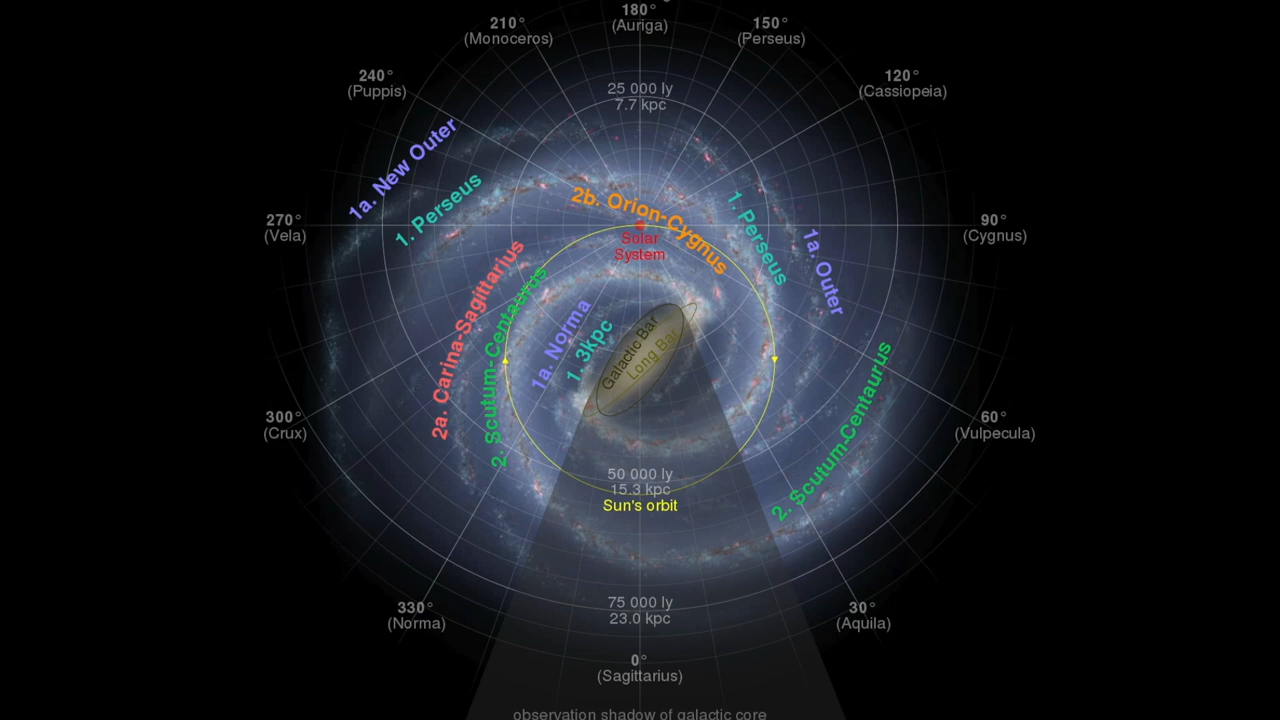 180°
(Auriga)
210°
(Monoceros)
150°
(Perseus)
240°
(Puppis)
120°
(Cassiopeia)
25 000 ly
7.7 kpc
1a. New Outer
1. Perseus
2b. Orion-Cygnus
1. Perseus
1a. Outer
270°
(Vela)
90°
(Cygnus)
Solar
System
2a. Carina-Sagittarius
2. Scutum-Centaurus
1a. Norma
1. 3kpc
Galactic Bar
Long Bar
2. Scutum-Centaurus
300°
(Crux)
60°
(Vulpecula)
50 000 ly
15.3 kpc
Sun's orbit
75 000 ly
23.0 kpc
330°
(Norma)
30°
(Aquila)
0°
(Sagittarius)
observation shadow of galactic core